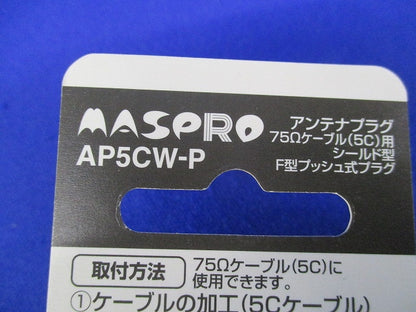 MASPRO
AP5CW-P
アンテナプラグ
75Ωケーブル(5C)用
シールド型
F型プッシュ式プラグ
取付方法
75Ωケーブル(5C)に
使用できます。
①ケーブルの加工(5Cケーブル)